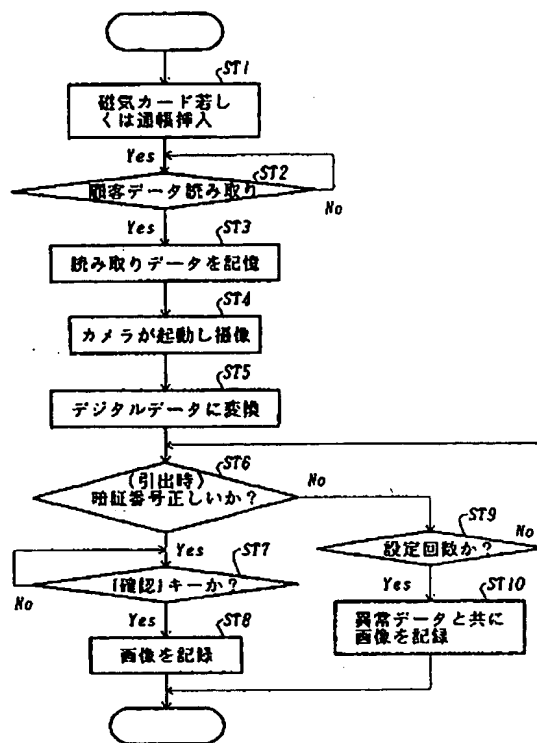 ST1
磁気カード若し
くは通帳挿入
Yes
ST2
顧客データ読み取り
No
Yes
ST3
読み取りデータを記憶
ST4
カメラが起動し撮像
ST5
デジタルデータに変換
ST6
(引出時)
暗証番号正しいか?
No
ST9
No
設定回数か?
Yes
ST7
「確認」キーか?
No
Yes
ST10
異常データと共に
画像を記録
Yes
ST8
画像を記録